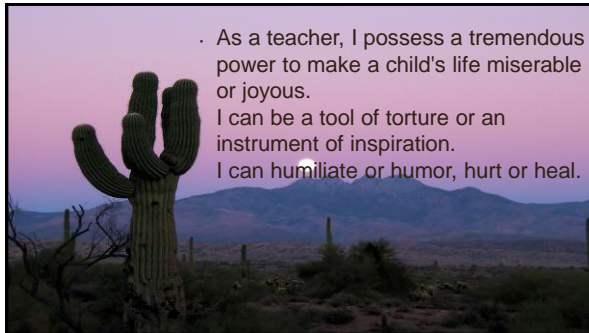 As a teacher, I possess a tremendous
power to make a child's life miserable
or joyous.
I can be a tool of torture or an
instrument of inspiration.
I can humiliate or humor, hurt or heal.